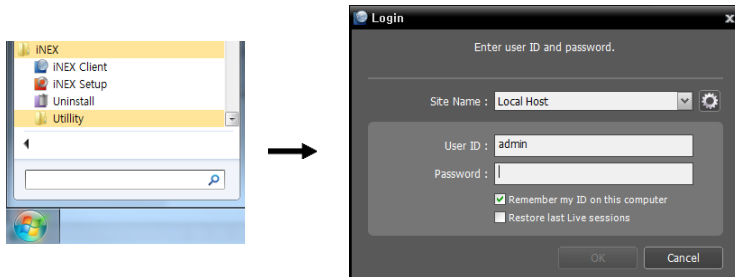 iNEX
iNEX Client
iNEX Setup
Uninstall
Utillity
Login
x
Enter user ID and password.
Site Name : Local Host
User ID : admin
Password :
Remember my ID on this computer
Restore last Live sessions
OK Cancel